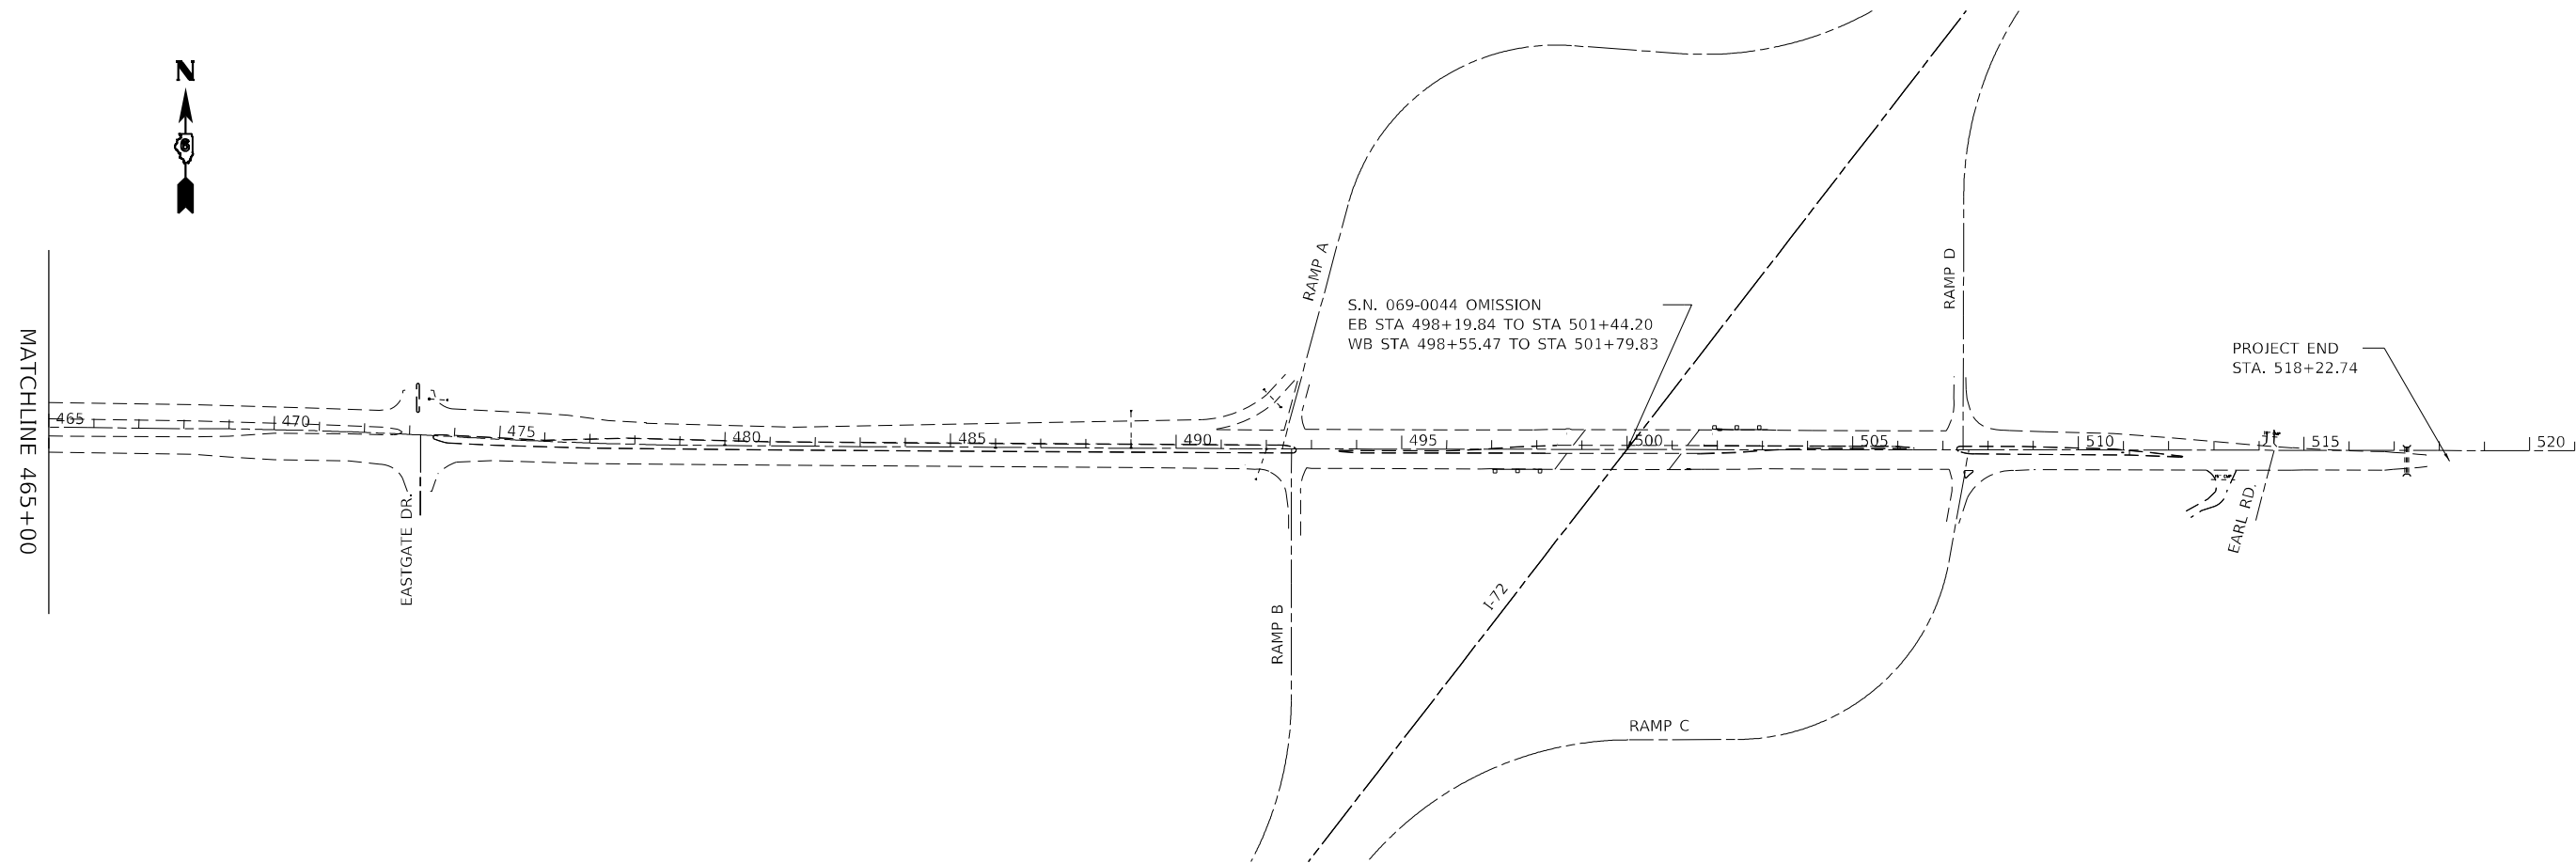 N
6
RAMP A
RAMP D
S.N. 069-0044 OMISSION
EB STA 498+19.84 TO STA 501+44.20
WB STA 498+55.47 TO STA 501+79.83
PROJECT END
STA. 518+22.74
MATCHLINE 465+00
465
470
475
480
485
490
495
500
505
510
515
520
EASTGATE DR.
EARL RD.
I-72
RAMP B
RAMP C